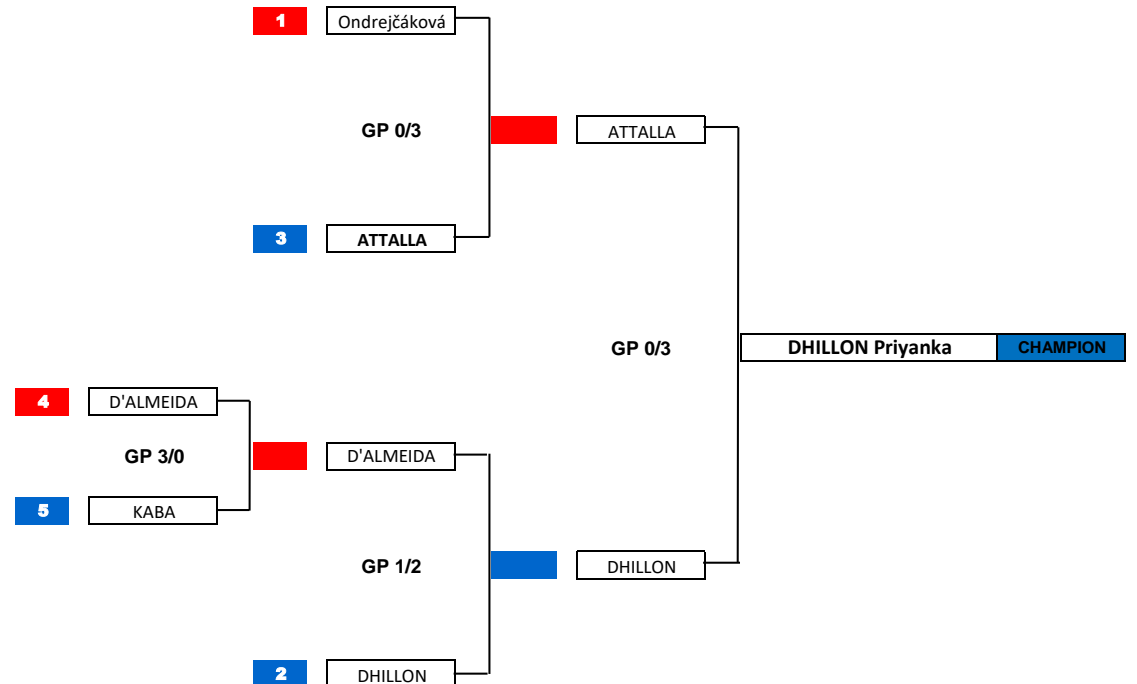 1 Ondrejčáková
GP 0/3
ATTALLA
3 ATTALLA
GP 0/3
DHILLON Priyanka CHAMPION
4 D'ALMEIDA
GP 3/0
D'ALMEIDA
5 KABA
GP 1/2
DHILLON
2 DHILLON